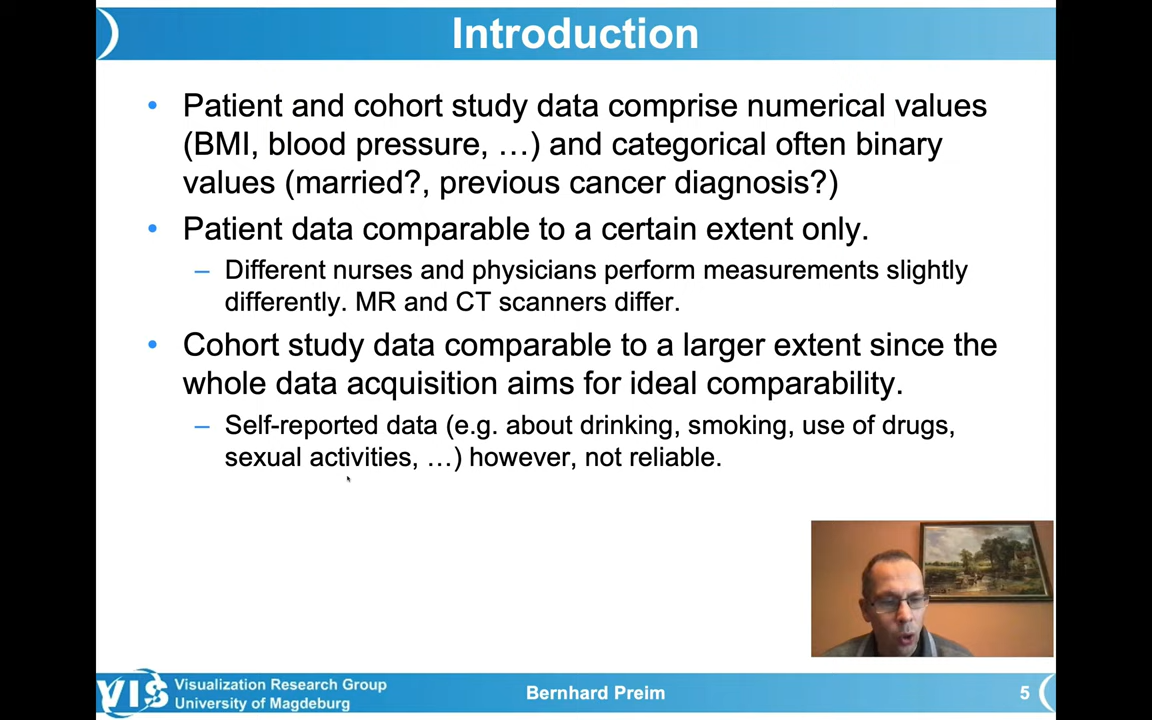 Introduction
• Patient and cohort study data comprise numerical values
(BMI, blood pressure, …) and categorical often binary
values (married?, previous cancer diagnosis?)
• Patient data comparable to a certain extent only.
– Different nurses and physicians perform measurements slightly
differently. MR and CT scanners differ.
• Cohort study data comparable to a larger extent since the
whole data acquisition aims for ideal comparability.
– Self-reported data (e.g. about drinking, smoking, use of drugs,
sexual activities, …) however, not reliable.
VIS
Visualization Research Group
University of Magdeburg
Bernhard Preim
5